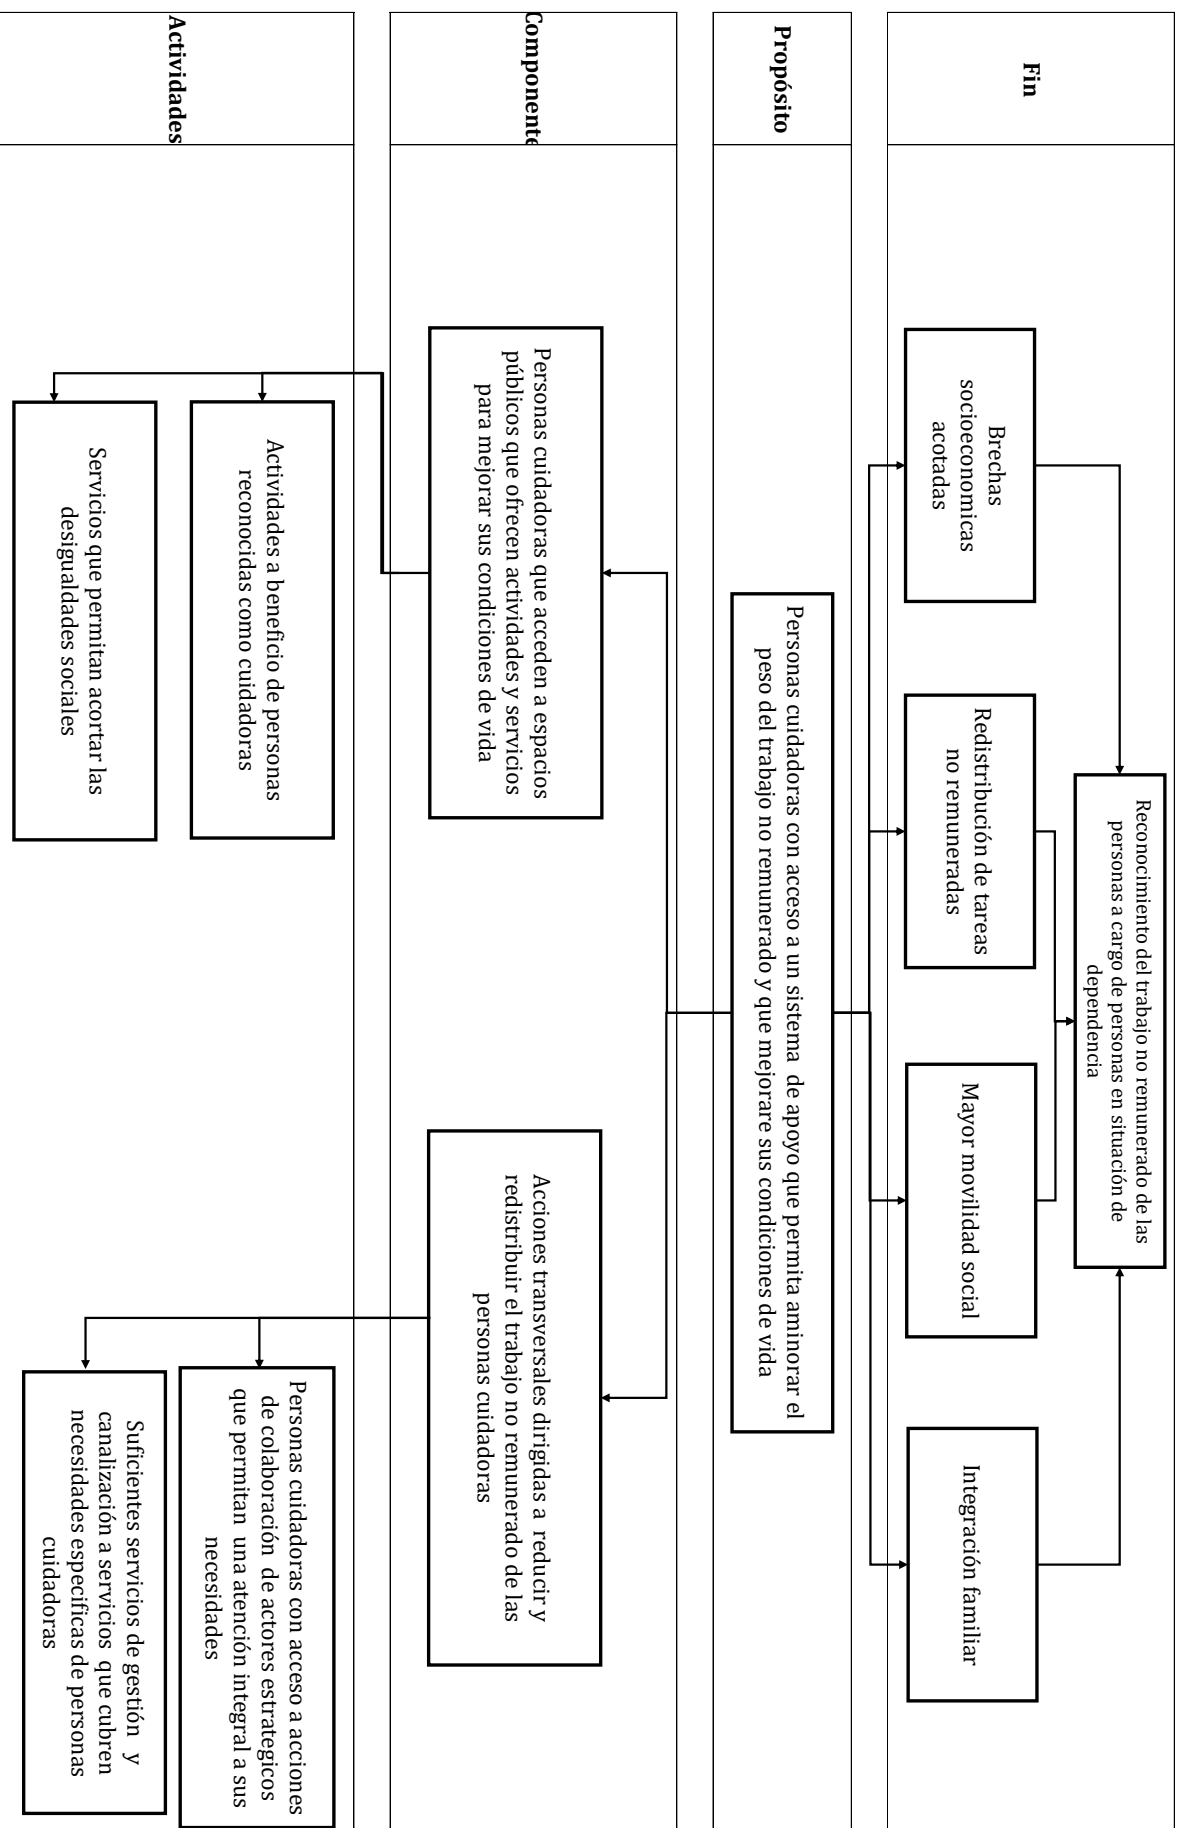 Fin
Reconocimiento del trabajo no remunerado de las
personas a cargo de personas en situación de
dependencia
Brechas
socioeconomicas
acotadas
Redistribución de tareas
no remuneradas
Mayor movilidad social
Integración familiar
Propósito
Personas cuidadoras con acceso a un sistema de apoyo que permita aminorar el
peso del trabajo no remunerado y que mejorare sus condiciones de vida
Componente
Personas cuidadoras que acceden a espacios
públicos que ofrecen actividades y servicios
para mejorar sus condiciones de vida
Acciones transversales dirigidas a reducir y
redistribuir el trabajo no remunerado de las
personas cuidadoras
Actividades
Actividades a beneficio de personas
reconocidas como cuidadoras
Servicios que permitan acortar las
desigualdades sociales
Personas cuidadoras con acceso a acciones
de colaboración de actores estrategicos
que permitan una atención integral a sus
necesidades
Suficientes servicios de gestión y
canalización a servicios que cubren
necesidades especificas de personas
cuidadoras